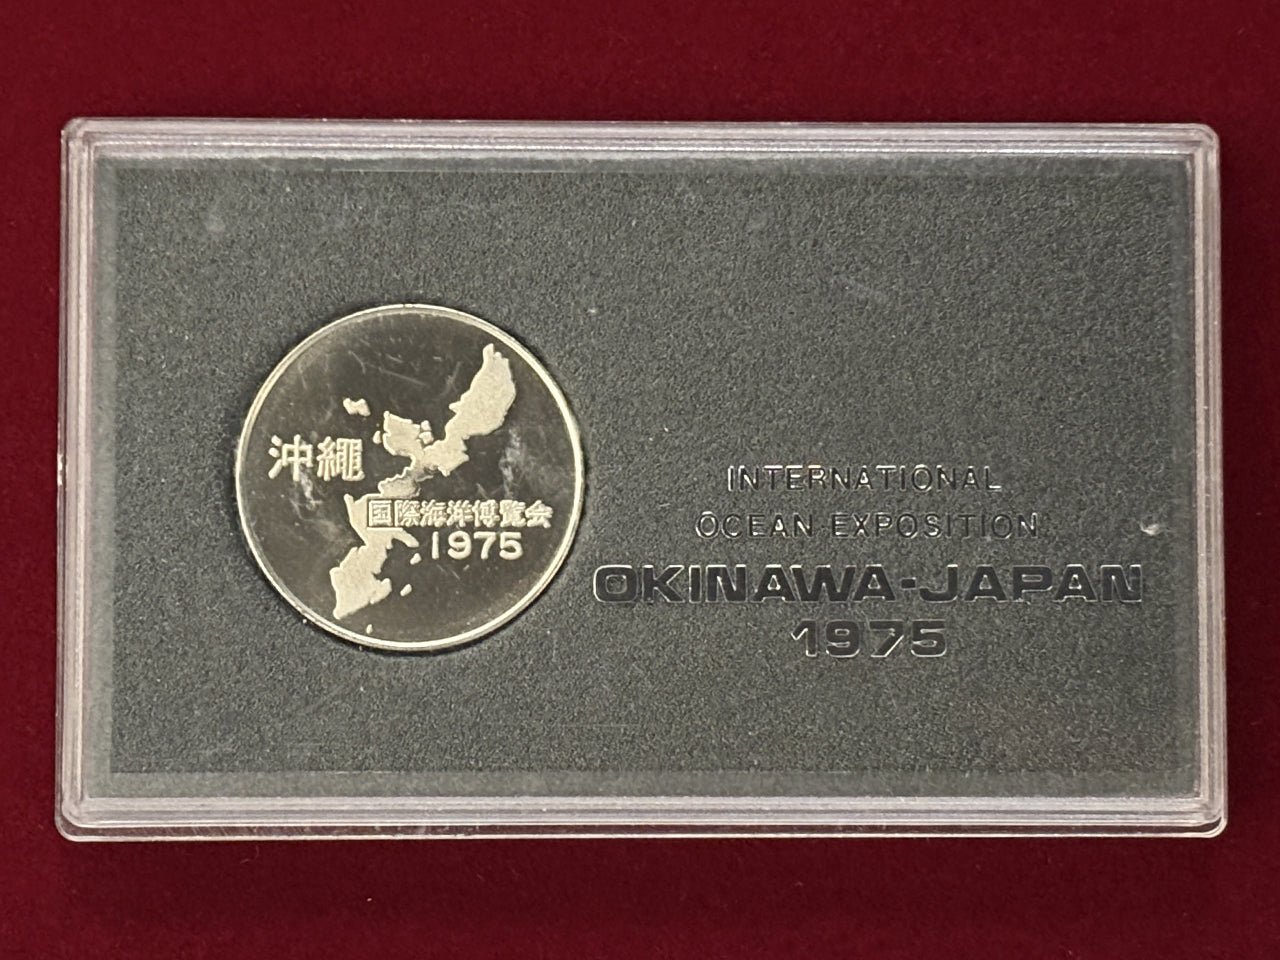 沖縄
国際海洋博覧会
1975
INTERNATIONAL
OCEAN EXPOSITION
OKINAWA-JAPAN
1975